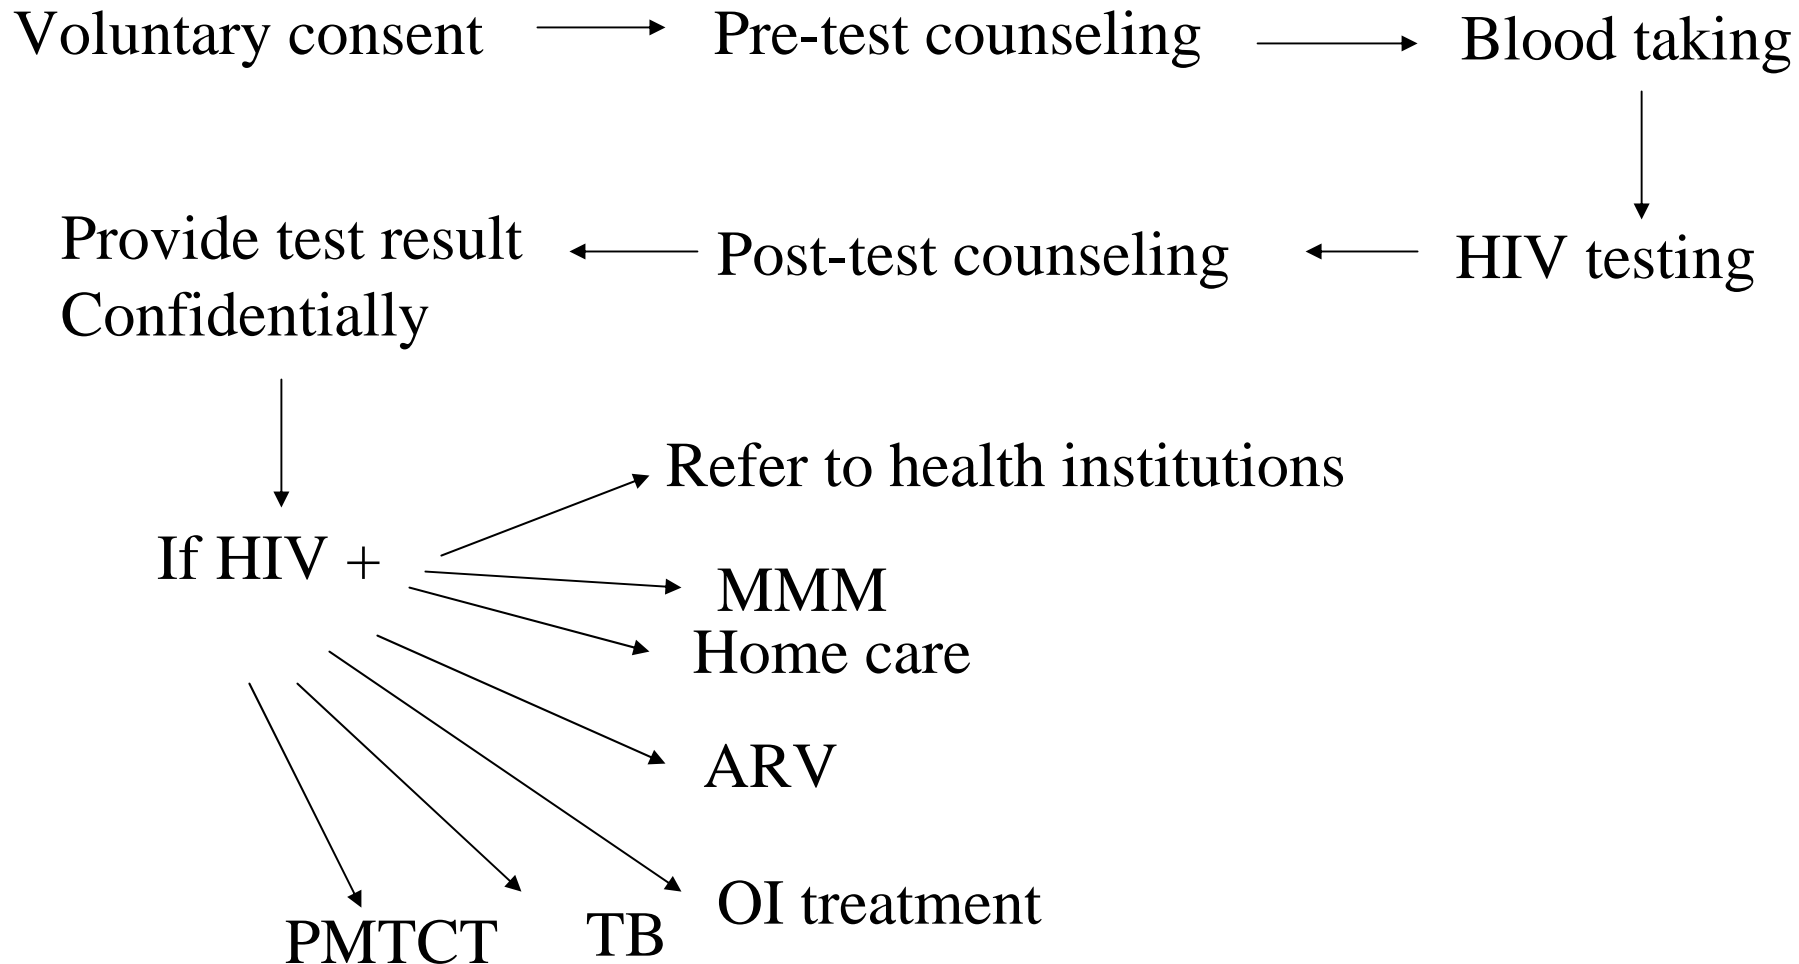 Voluntary consent
Pre-test counseling
Blood taking
Provide test result
Confidentially
Post-test counseling
HIV testing
Refer to health institutions
If HIV +
MMM
Home care
ARV
OI treatment
PMTCT
TB